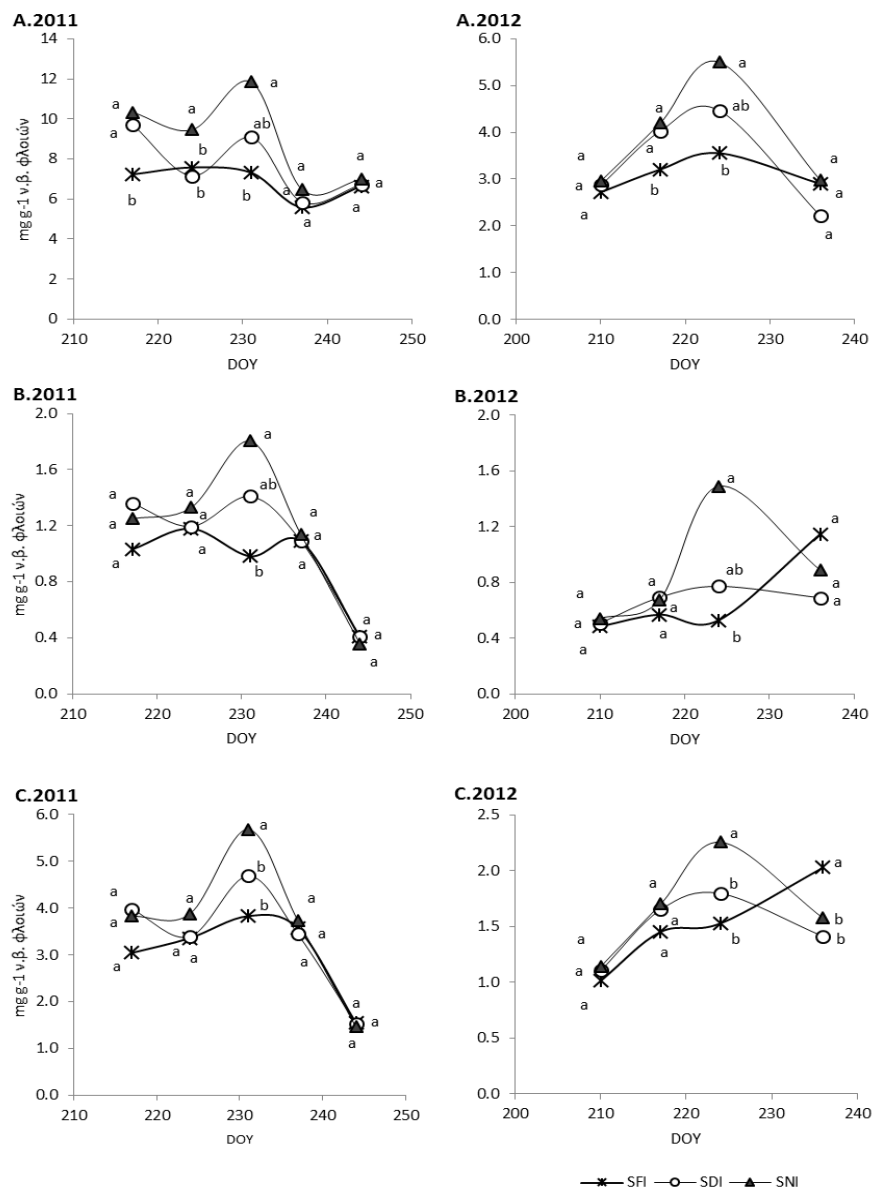 A.2011
14
12
10
8
6
4
2
0
210 220 230 240 250
DOY
mg g-1 ν.β. φλοιών
a a a
a b ab a a
b b b a a
a
A.2012
6.0
5.0
4.0
3.0
2.0
1.0
0.0
200 210 220 230 240
DOY
a a a a
a a ab a
a b b a
B.2011
2.0
1.6
1.2
0.8
0.4
0.0
210 220 230 240 250
DOY
mg g-1 ν.β. φλοιών
a a a a a
a a ab a a
a a b a a
B.2012
2.0
1.6
1.2
0.8
0.4
0.0
200 210 220 230 240
DOY
a a a a
a a ab a
a a b a
C.2011
6.0
5.0
4.0
3.0
2.0
1.0
0.0
210 220 230 240 250
DOY
mg g-1 ν.β. φλοιών
a a a a a
a a b a a
a a b a a
C.2012
2.5
2.0
1.5
1.0
0.5
0.0
200 210 220 230 240
DOY
a a a a
a a b b
a a b b
SFI SDI SNI